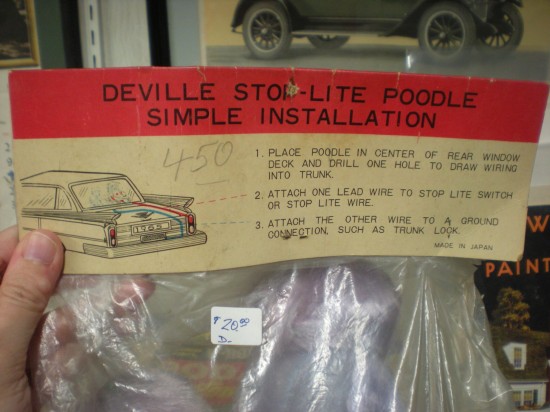 DEVILLE STOP-LITE POODLE
SIMPLE INSTALLATION
450
1. PLACE POODLE IN CENTER OF REAR WINDOW
DECK AND DRILL ONE HOLE TO DRAW WIRING
INTO TRUNK.
2. ATTACH ONE LEAD WIRE TO STOP LITE SWITCH
OR STOP LITE WIRE.
3. ATTACH THE OTHER WIRE TO A GROUND
CONNECTION, SUCH AS TRUNK LOCK.
MADE IN JAPAN
$20.00
D-
W
PAINT